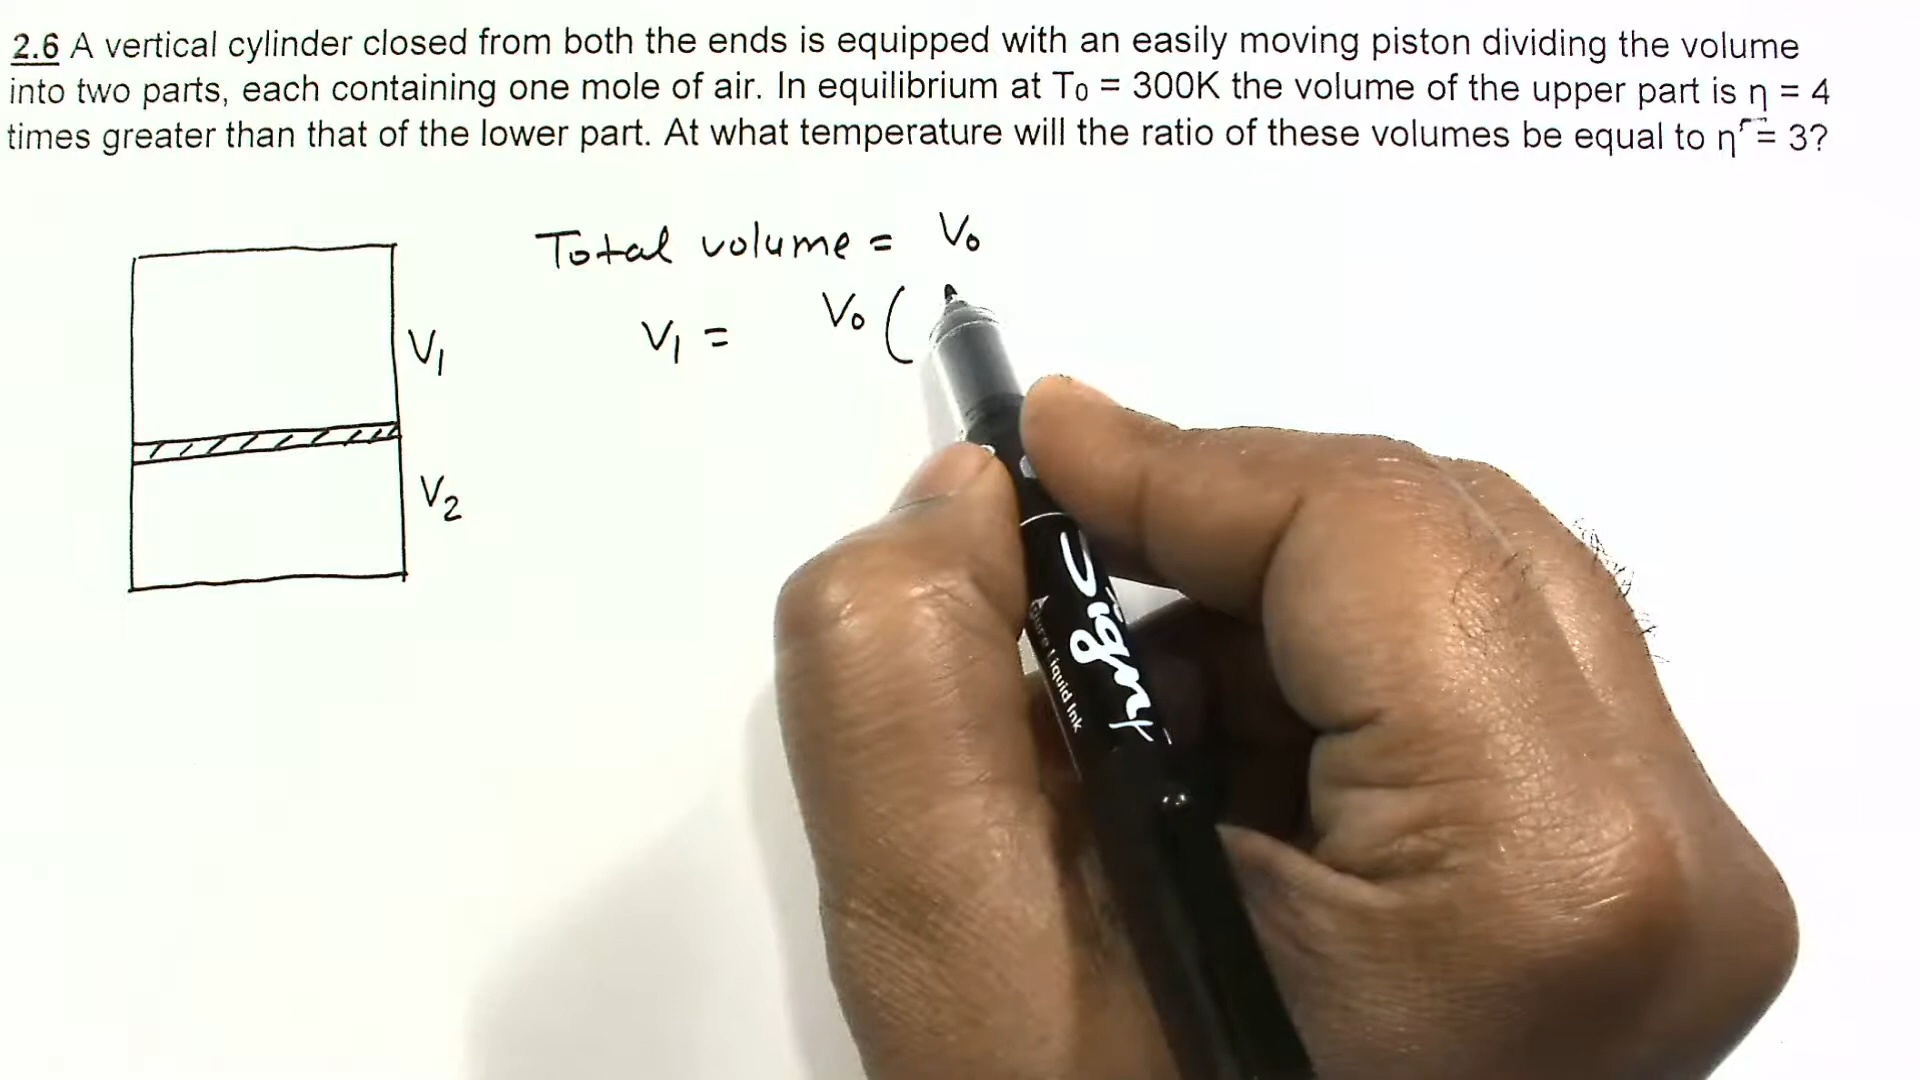 2.6 A vertical cylinder closed from both the ends is equipped with an easily moving piston dividing the volume
into two parts, each containing one mole of air. In equilibrium at T₀ = 300K the volume of the upper part is η = 4
times greater than that of the lower part. At what temperature will the ratio of these volumes be equal to η' = 3?
Total volume = V₀
V₁ = V₀ (
V₁
V₂
Signo
Liquid Ink